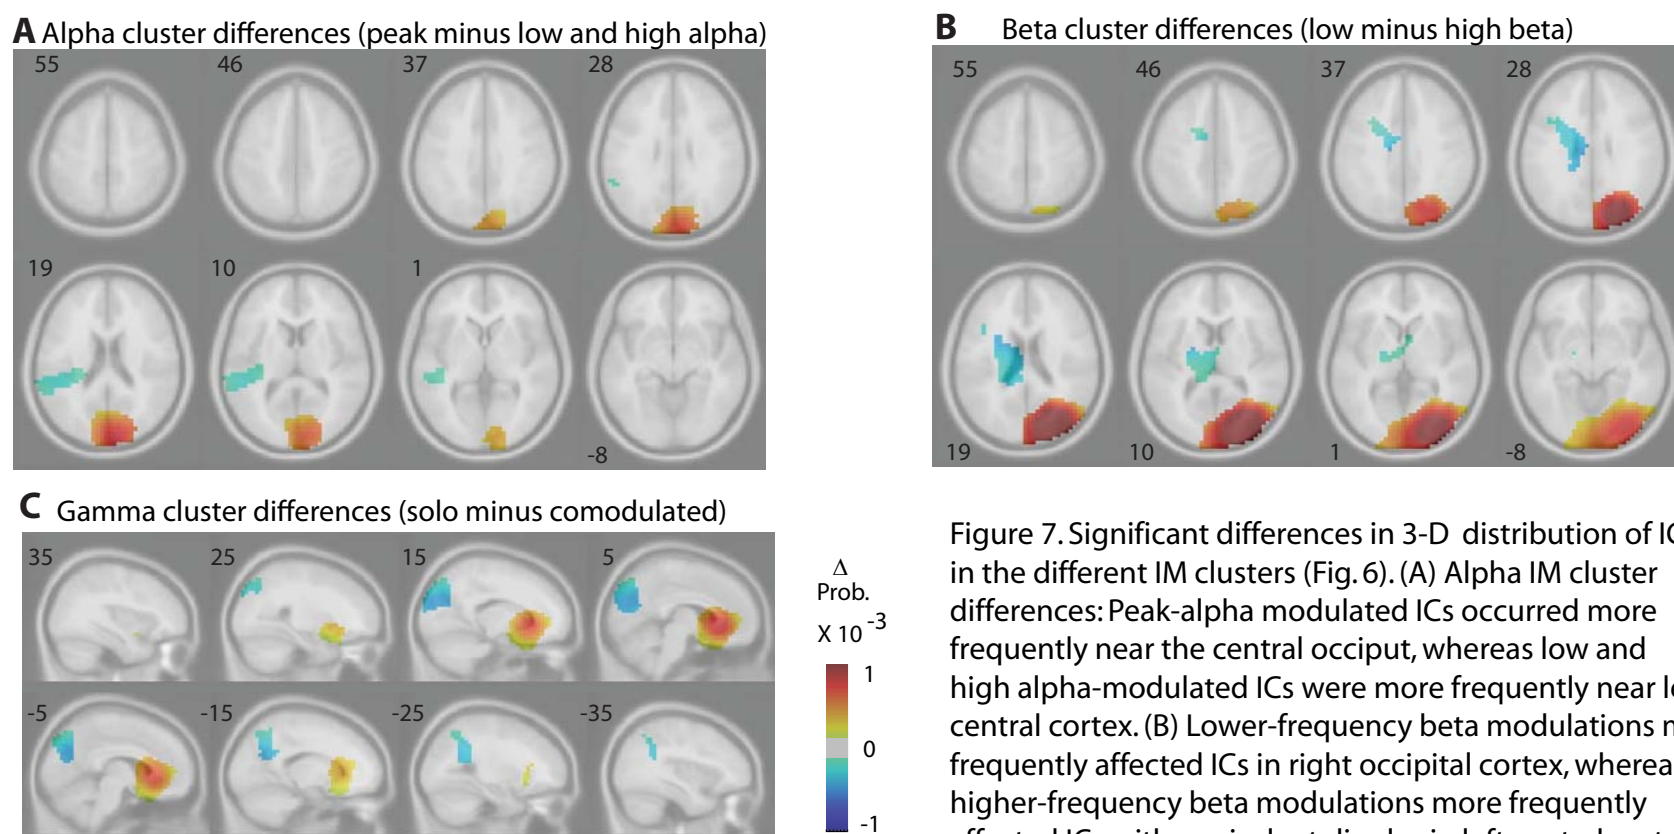 A Alpha cluster differences (peak minus low and high alpha)
55 46 37 28
19 10 1
-8
B Beta cluster differences (low minus high beta)
55 46 37 28
19 10 1 -8
C Gamma cluster differences (solo minus comodulated)
35 25 15 5
-5 -15 -25 -35
Δ
Prob.
X 10 -3
1
0
-1
Figure 7. Significant differences in 3-D distribution of
in the different IM clusters (Fig. 6). (A) Alpha IM cluster
differences: Peak-alpha modulated ICs occurred more
frequently near the central occiput, whereas low and
high alpha-modulated ICs were more frequently near
central cortex. (B) Lower-frequency beta modulations
frequently affected ICs in right occipital cortex,
higher-frequency beta modulations more frequently